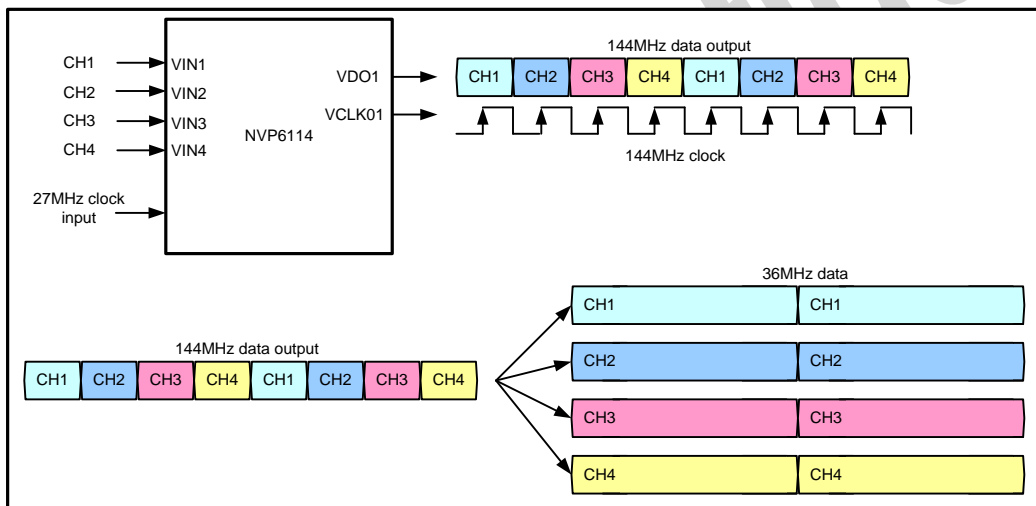 144MHz data output
CH1 VIN1 VDO1 CH1 CH2 CH3 CH4 CH1 CH2 CH3 CH4
CH2 VIN2
CH3 VIN3 VCLK01
CH4 VIN4 NVP6114
144MHz clock
27MHz clock
input
36MHz data
CH1 CH1
144MHz data output
CH2 CH2
CH1 CH2 CH3 CH4 CH1 CH2 CH3 CH4
CH3 CH3
CH4 CH4